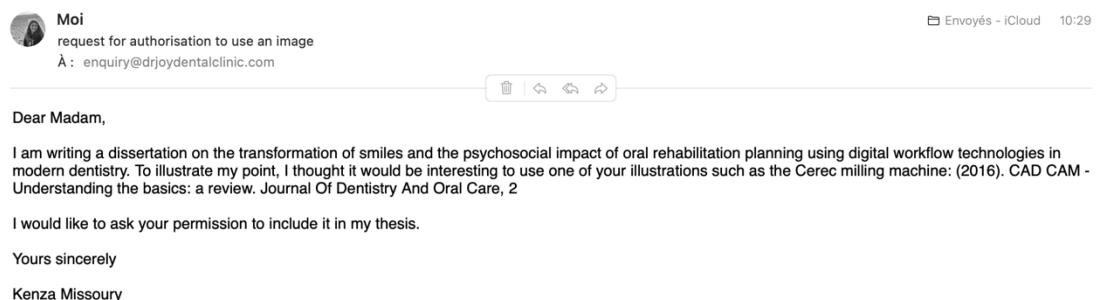 Moi
Envoyés - iCloud 10:29
request for authorisation to use an image
À : enquiry@drjoydentalclinic.com
Dear Madam,
I am writing a dissertation on the transformation of smiles and the psychosocial impact of oral rehabilitation planning using digital workflow technologies in
modern dentistry. To illustrate my point, I thought it would be interesting to use one of your illustrations such as the Cerec milling machine: (2016). CAD CAM -
Understanding the basics: a review. Journal Of Dentistry And Oral Care, 2
I would like to ask your permission to include it in my thesis.
Yours sincerely
Kenza Missoury